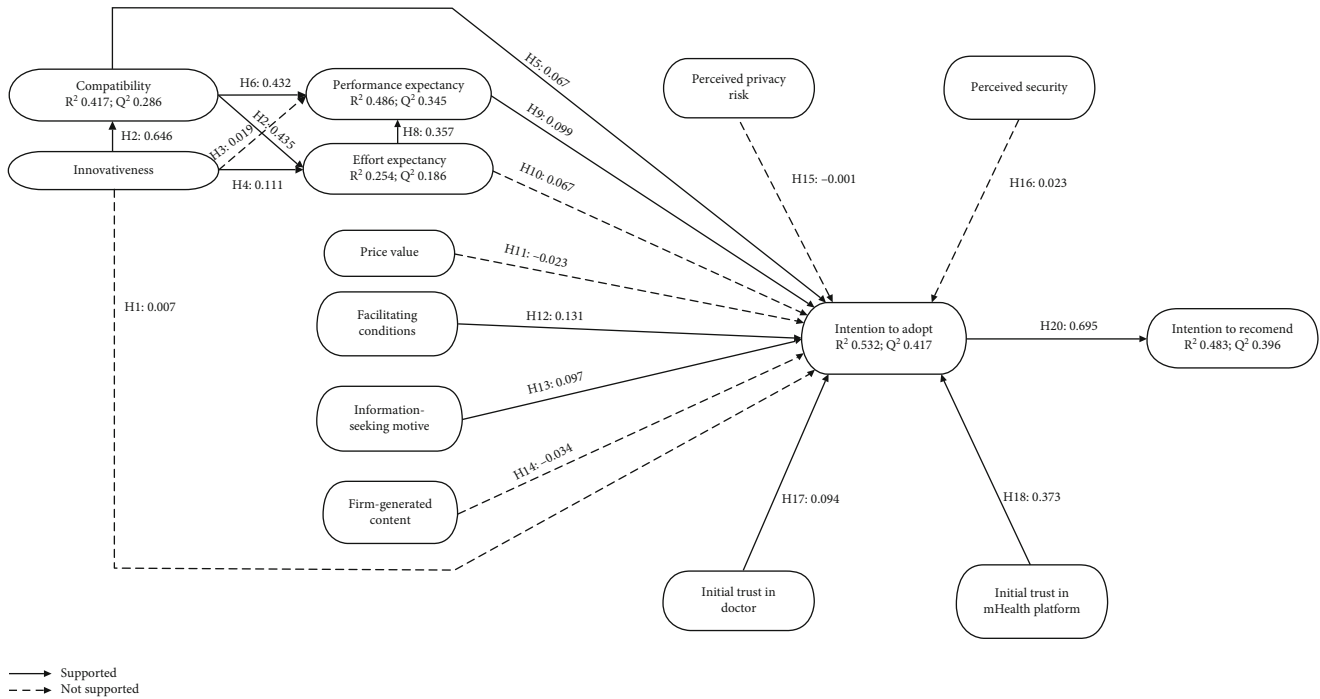 H5: 0.067
Compatibility
R² 0.417; Q² 0.286
H6: 0.432
Performance expectancy
R² 0.486; Q² 0.345
Perceived privacy
risk
Perceived security
H2: 0.646
H3: 0.019
H2: 0.435
H8: 0.357
H9: 0.099
Innovativeness
H4: 0.111
Effort expectancy
R² 0.254; Q² 0.186
H10: 0.067
H15: –0.001
H16: 0.023
Price value
H11: –0.023
H1: 0.007
Facilitating
conditions
H12: 0.131
Intention to adopt
R² 0.532; Q² 0.417
H20: 0.695
Intention to recomend
R² 0.483; Q² 0.396
Information-
seeking motive
H13: 0.097
Firm-generated
content
H14: –0.034
H17: 0.094
H18: 0.373
Initial trust in
doctor
Initial trust in
mHealth platform
Supported
Not supported